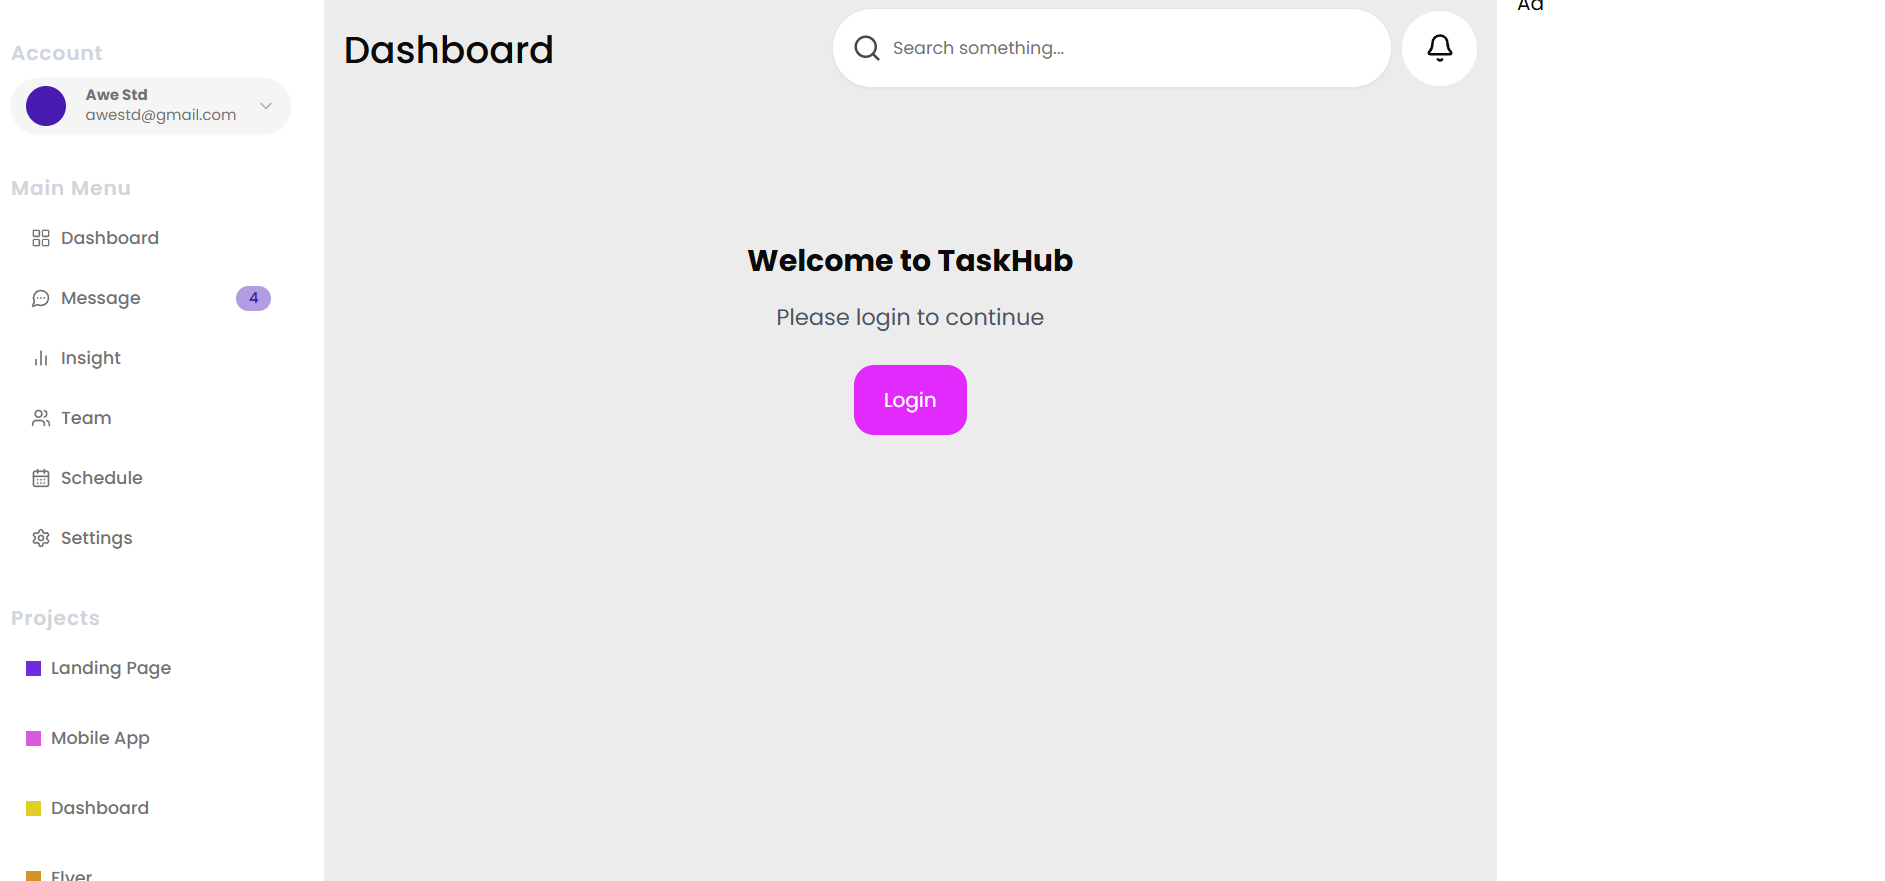 Account
Awe Std
awestd@gmail.com
Main Menu
Dashboard
Message
4
Insight
Team
Schedule
Settings
Projects
Landing Page
Mobile App
Dashboard
Flyer
Dashboard
Search something...
Welcome to TaskHub
Please login to continue
Login
Ad